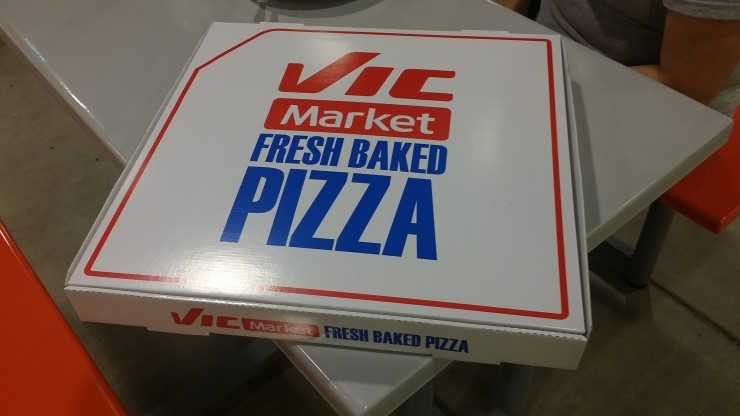 VIC
Market
FRESH BAKED
PIZZA
VIC Market FRESH BAKED PIZZA